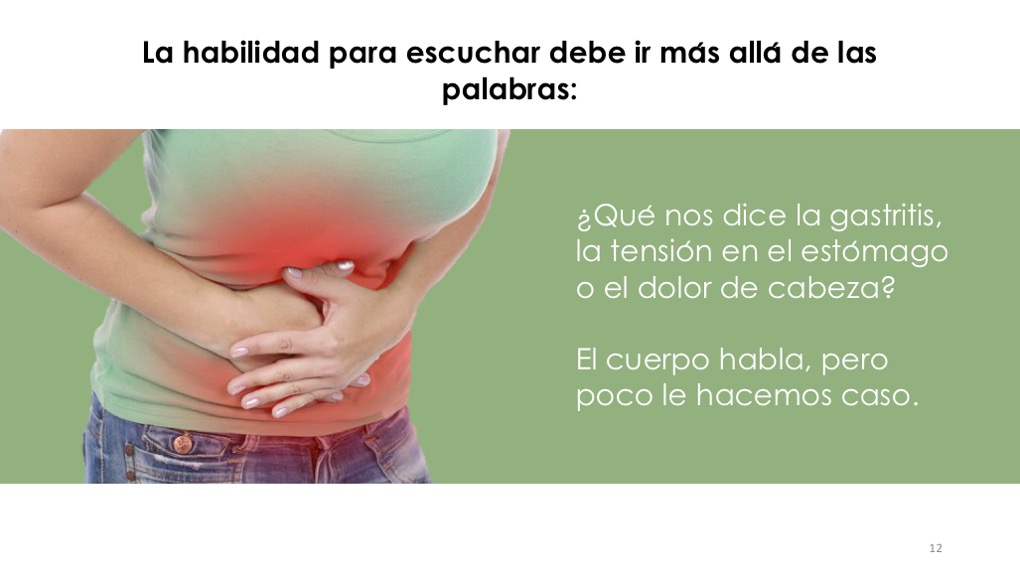 La habilidad para escuchar debe ir más allá de las
palabras:
¿Qué nos dice la gastritis,
la tensión en el estómago
o el dolor de cabeza?
El cuerpo habla, pero
poco le hacemos caso.
12